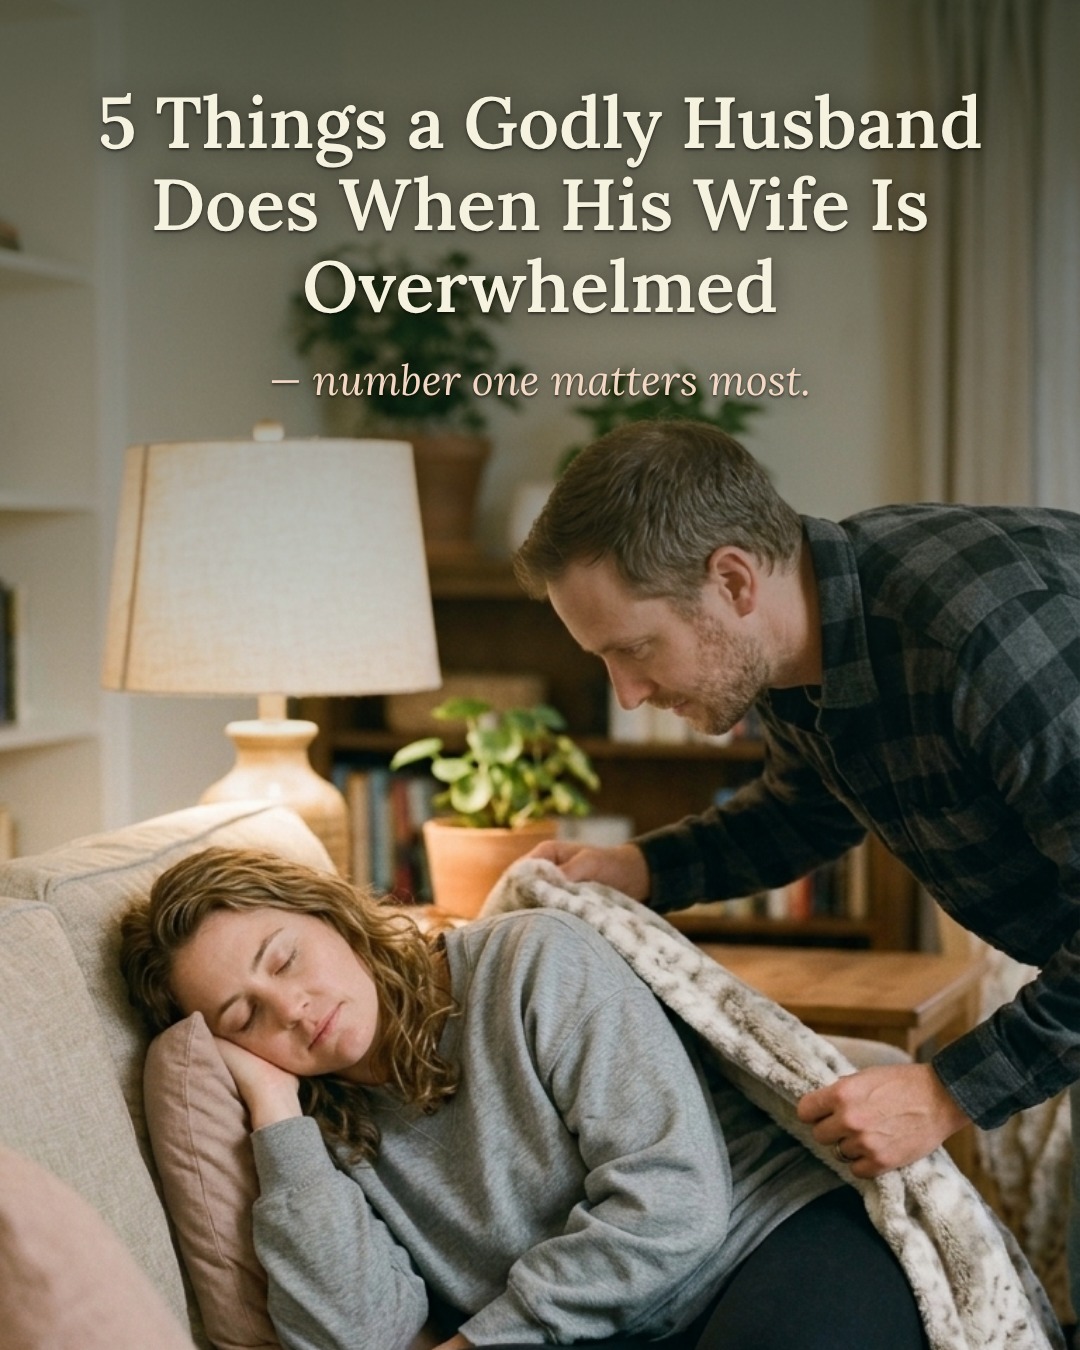 5 Things a Godly Husband
Does When His Wife Is
Overwhelmed
– number one matters most.